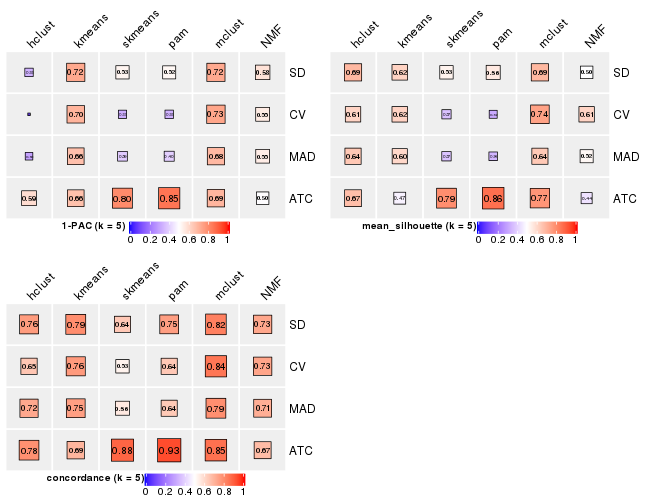 hclust kmeans skmeans pam mclust NMF
0.72 0.53 0.52 0.72 0.58 SD
0.70 0.73 0.55 CV
0.66 0.68 0.55 MAD
0.59 0.66 0.80 0.85 0.69 0.50 ATC
1-PAC (k = 5)
0 0.2 0.4 0.6 0.8 1
hclust kmeans skmeans pam mclust NMF
0.69 0.62 0.53 0.56 0.69 0.50 SD
0.61 0.62 0.74 0.61 CV
0.64 0.60 0.64 0.52 MAD
0.67 0.47 0.79 0.86 0.77 0.44 ATC
mean_silhouette (k = 5)
0 0.2 0.4 0.6 0.8 1
hclust kmeans skmeans pam mclust NMF
0.76 0.79 0.64 0.75 0.82 0.73 SD
0.65 0.76 0.53 0.64 0.84 0.73 CV
0.72 0.75 0.56 0.64 0.79 0.71 MAD
0.78 0.69 0.88 0.93 0.85 0.67 ATC
concordance (k = 5)
0 0.2 0.4 0.6 0.8 1